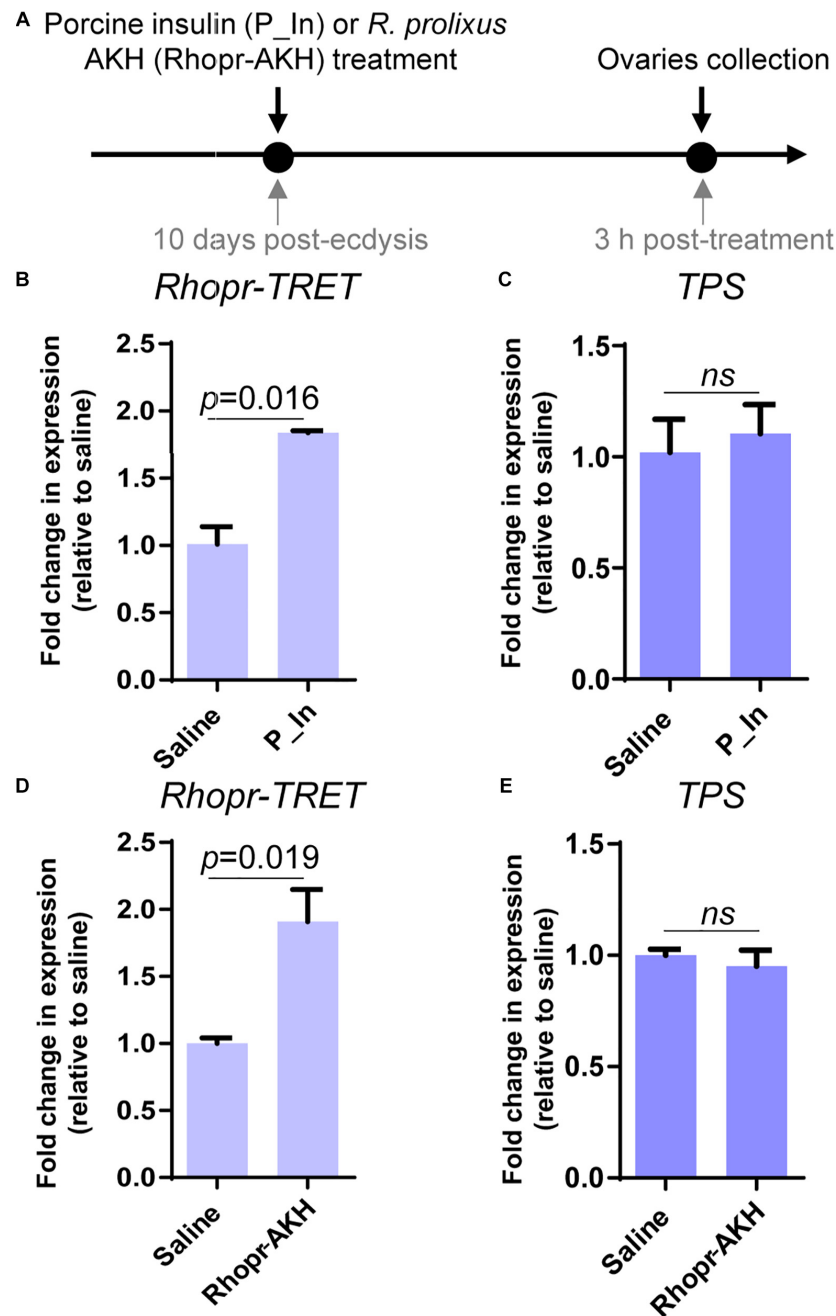 A Porcine insulin (P_In) or R. prolixus
AKH (Rhopr-AKH) treatment
Ovaries collection
10 days post-ecdysis
3 h post-treatment
B Rhopr-TRET
Fold change in expression
(relative to saline)
2.5
2.0
1.5
1.0
0.5
0.0
p=0.016
Saline
P_In
C TPS
Fold change in expression
(relative to saline)
1.5
1.0
0.5
0.0
ns
Saline
P_In
D Rhopr-TRET
Fold change in expression
(relative to saline)
2.5
2.0
1.5
1.0
0.5
0.0
p=0.019
Saline
Rhopr-AKH
E TPS
Fold change in expression
(relative to saline)
1.5
1.0
0.5
0.0
ns
Saline
Rhopr-AKH